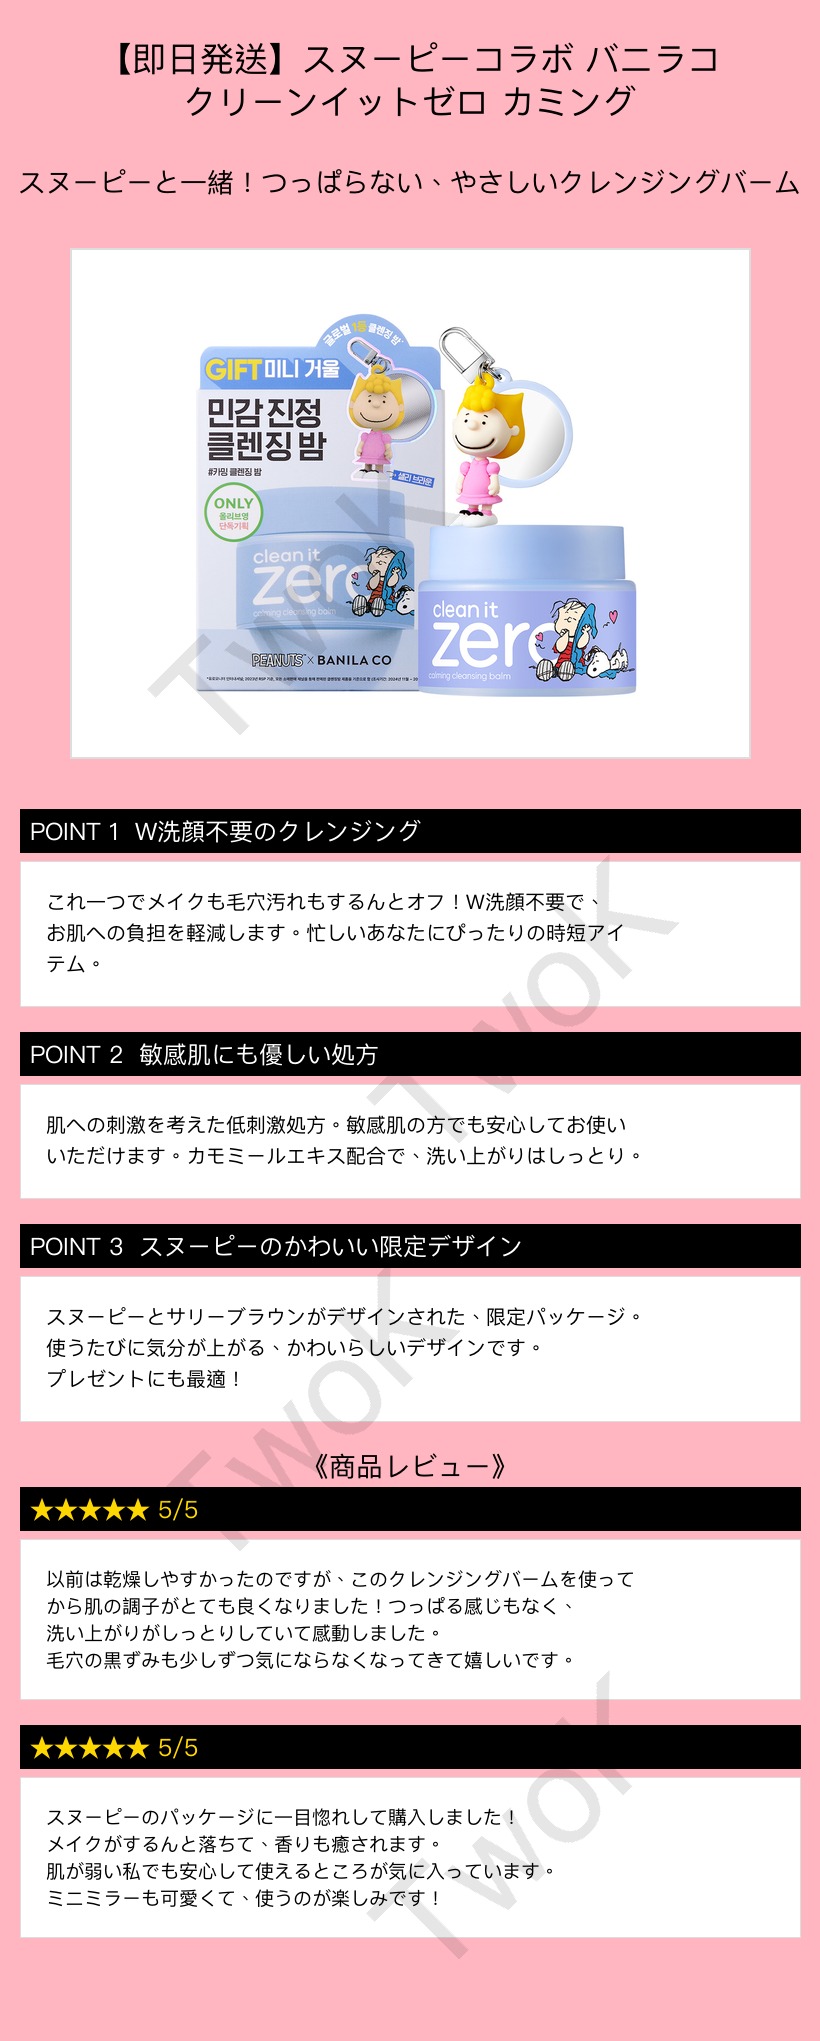 【即日発送】スヌーピーコラボ バニラコ
クリーンイットゼロ カミング
スヌーピーと一緒！つっぱらない、やさしいクレンジングバーム
글로벌 1등 클렌징 밤*
GIFT 미니 거울
민감 진정
클렌징 밤
#카밍 클렌징 밤
샐리 브라운
ONLY
올리브영
단독기획
clean it
zero
calming cleansing balm
PEANUTS × BANILA CO
clean it
zero
calming cleansing balm
TwoK
POINT 1 W洗顔不要のクレンジング
これ一つでメイクも毛穴汚れもするんとオフ！W洗顔不要で、
お肌への負担を軽減します。忙しいあなたにぴったりの時短アイ
テム。
TwoK
POINT 2 敏感肌にも優しい処方
肌への刺激を考えた低刺激処方。敏感肌の方でも安心してお使い
いただけます。カモミールエキス配合で、洗い上がりはしっとり。
POINT 3 スヌーピーのかわいい限定デザイン
スヌーピーとサリーブラウンがデザインされた、限定パッケージ。
使うたびに気分が上がる、かわいらしいデザインです。
プレゼントにも最適！
TwoK
《商品レビュー》
★★★★★ 5/5
以前は乾燥しやすかったのですが、このクレンジングバームを使って
から肌の調子がとても良くなりました！つっぱる感じもなく、
洗い上がりがしっとりしていて感動しました。
毛穴の黒ずみも少しずつ気にならなくなってきて嬉しいです。
★★★★★ 5/5
スヌーピーのパッケージに一目惚れして購入しました！
メイクがするんと落ちて、香りも癒されます。
肌が弱い私でも安心して使えるところが気に入っています。
ミニミラーも可愛くて、使うのが楽しみです！
TwoK